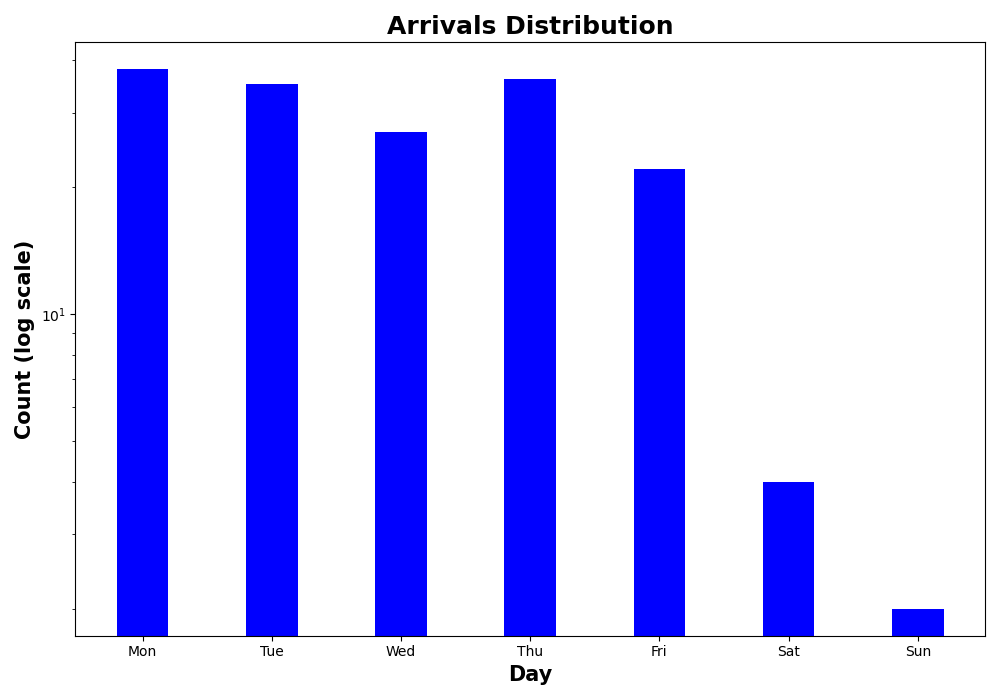 Arrivals Distribution
Count (log scale)
10¹
Mon Tue Wed Thu Fri Sat Sun
Day